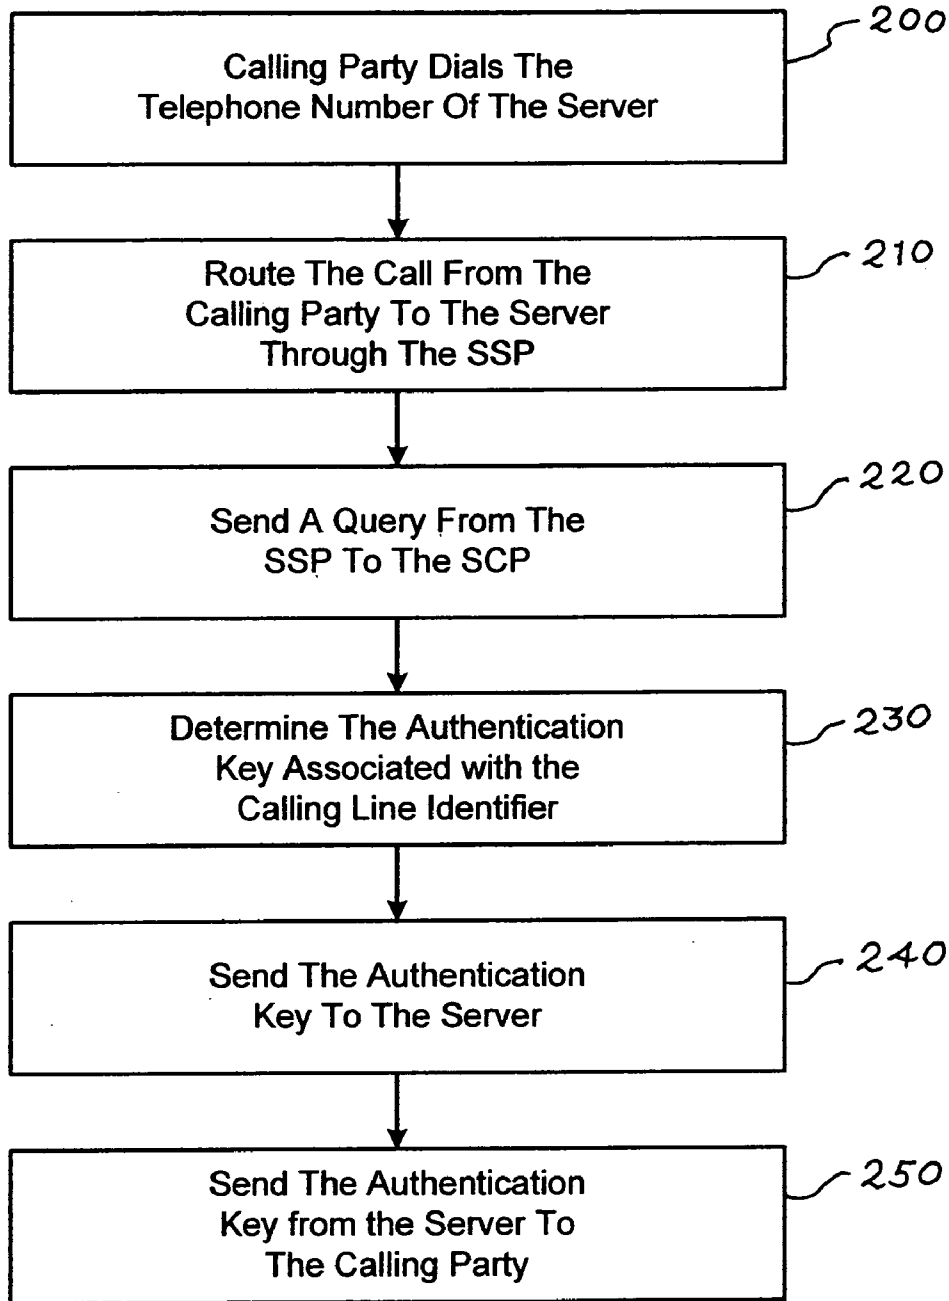 200
Calling Party Dials The
Telephone Number Of The Server
210
Route The Call From The
Calling Party To The Server
Through The SSP
220
Send A Query From The
SSP To The SCP
230
Determine The Authentication
Key Associated with the
Calling Line Identifier
240
Send The Authentication
Key To The Server
250
Send The Authentication
Key from the Server To
The Calling Party